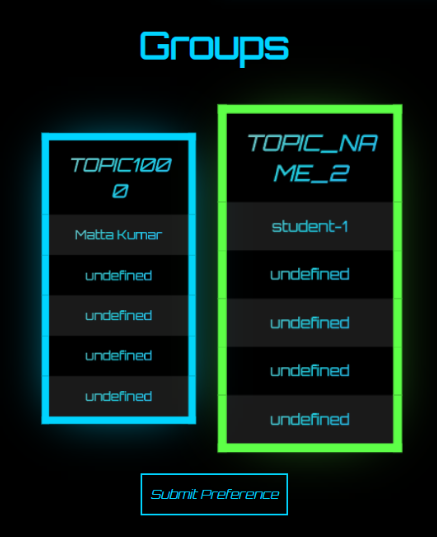 Groups
TOPIC100
0
Matta Kumar
undefined
undefined
undefined
undefined
TOPIC_NA
ME_2
student-1
undefined
undefined
undefined
undefined
Submit Preference